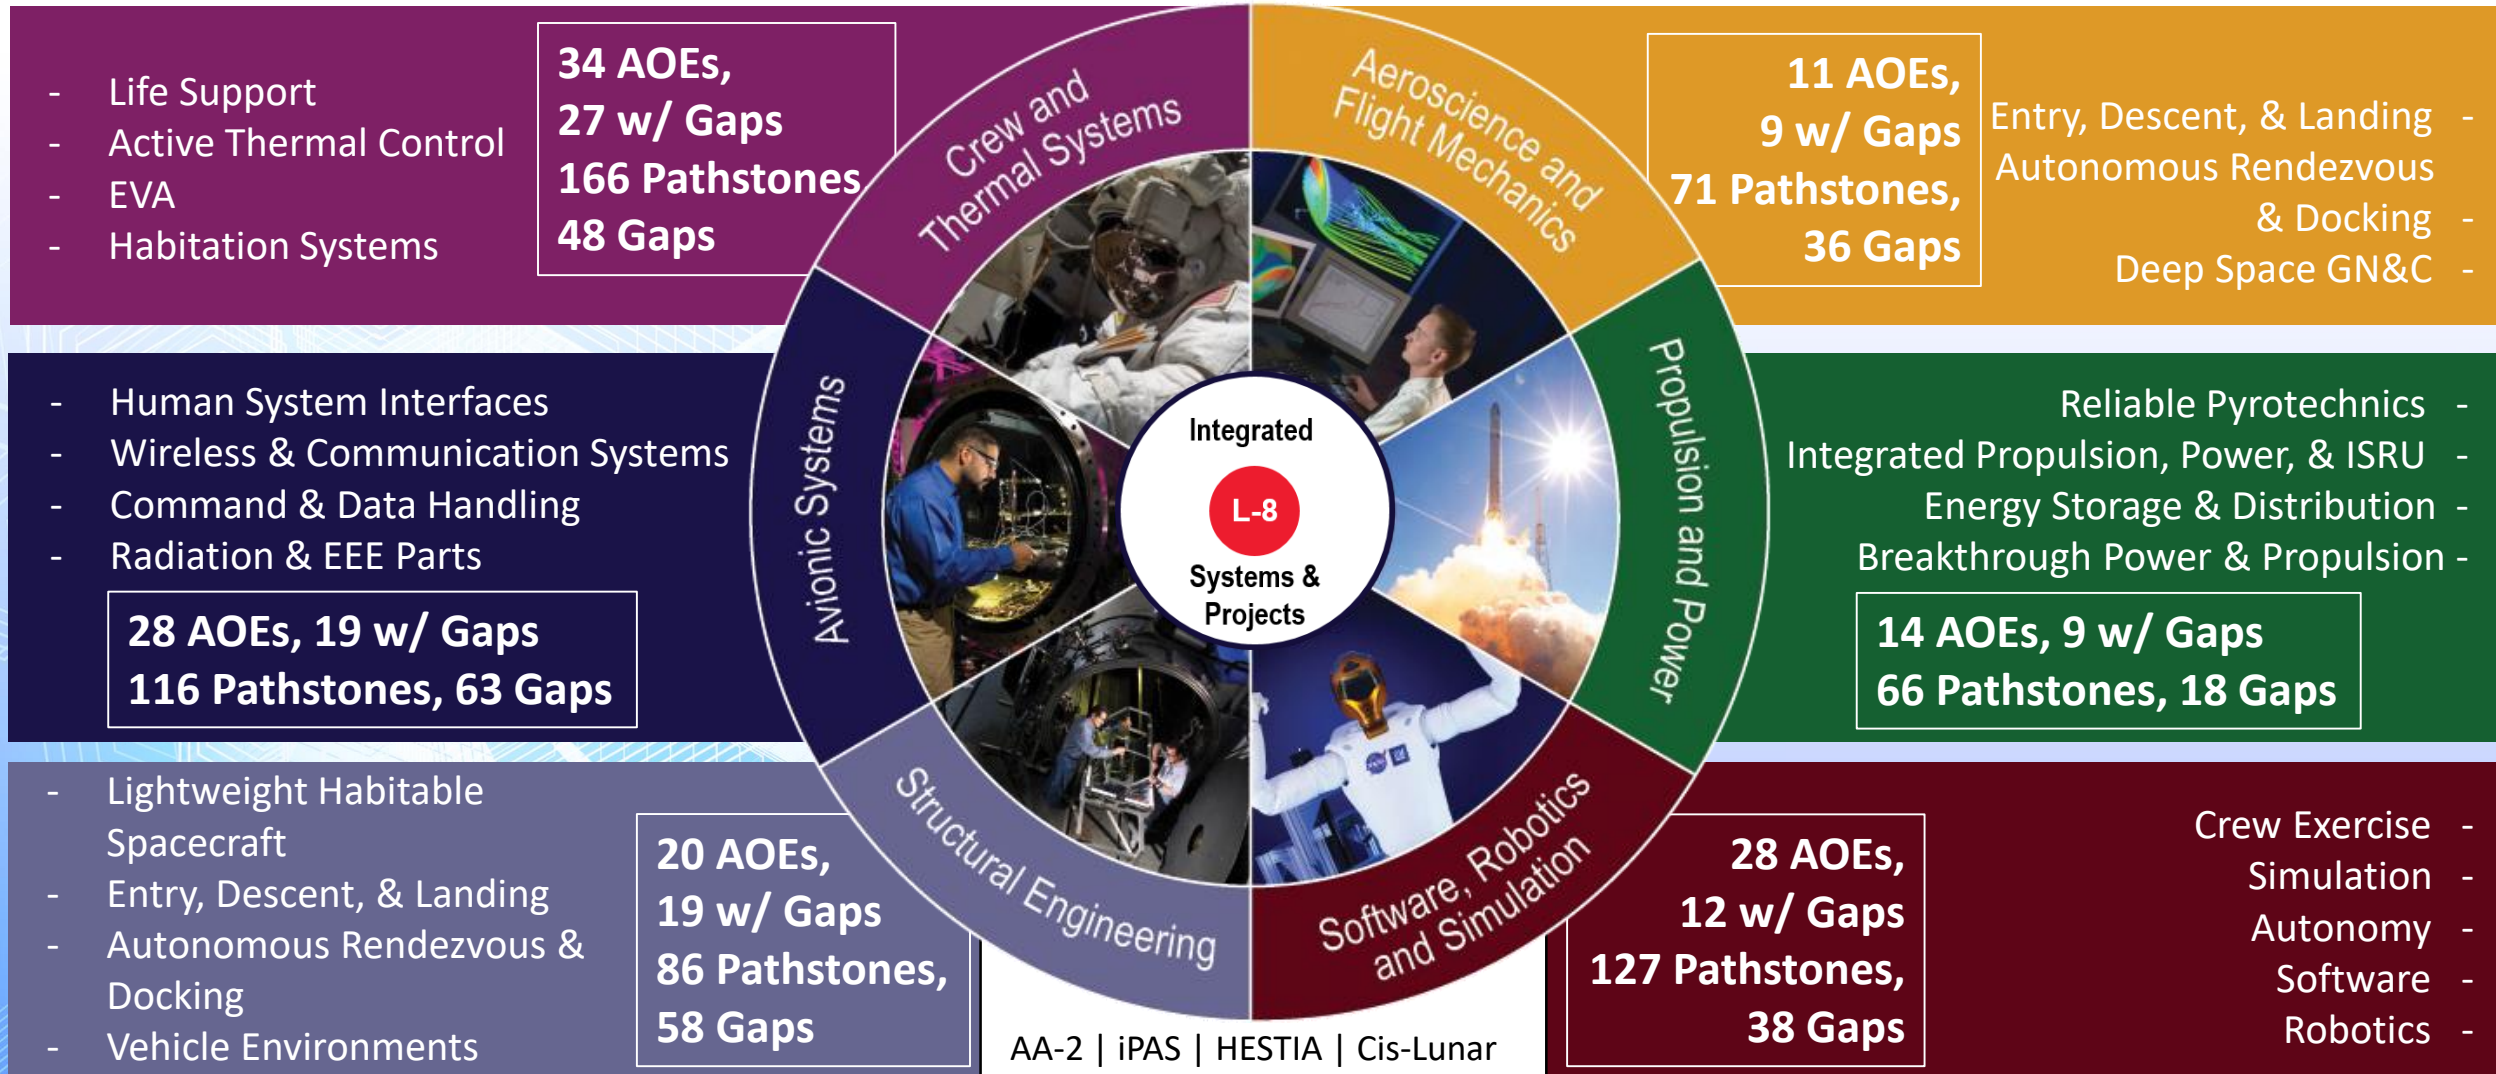 - Life Support
- Active Thermal Control
- EVA
- Habitation Systems
34 AOEs,
27 w/ Gaps
166 Pathstones,
48 Gaps
Crew and
Thermal Systems
Aeroscience and
Flight Mechanics
11 AOEs,
9 w/ Gaps
71 Pathstones,
36 Gaps
Entry, Descent, & Landing -
Autonomous Rendezvous
& Docking -
Deep Space GN&C -
- Human System Interfaces
- Wireless & Communication Systems
- Command & Data Handling
- Radiation & EEE Parts
28 AOEs, 19 w/ Gaps
116 Pathstones, 63 Gaps
Avionic Systems
Integrated
L-8
Systems &
Projects
Propulsion and Power
Reliable Pyrotechnics -
Integrated Propulsion, Power, & ISRU -
Energy Storage & Distribution -
Breakthrough Power & Propulsion -
14 AOEs, 9 w/ Gaps
66 Pathstones, 18 Gaps
- Lightweight Habitable
Spacecraft
- Entry, Descent, & Landing
- Autonomous Rendezvous &
Docking
- Vehicle Environments
20 AOEs,
19 w/ Gaps
86 Pathstones,
58 Gaps
Structural Engineering
Software, Robotics
and Simulation
28 AOEs,
12 w/ Gaps
127 Pathstones,
38 Gaps
Crew Exercise -
Simulation -
Autonomy -
Software -
Robotics -
AA-2 | iPAS | HESTIA | Cis-Lunar